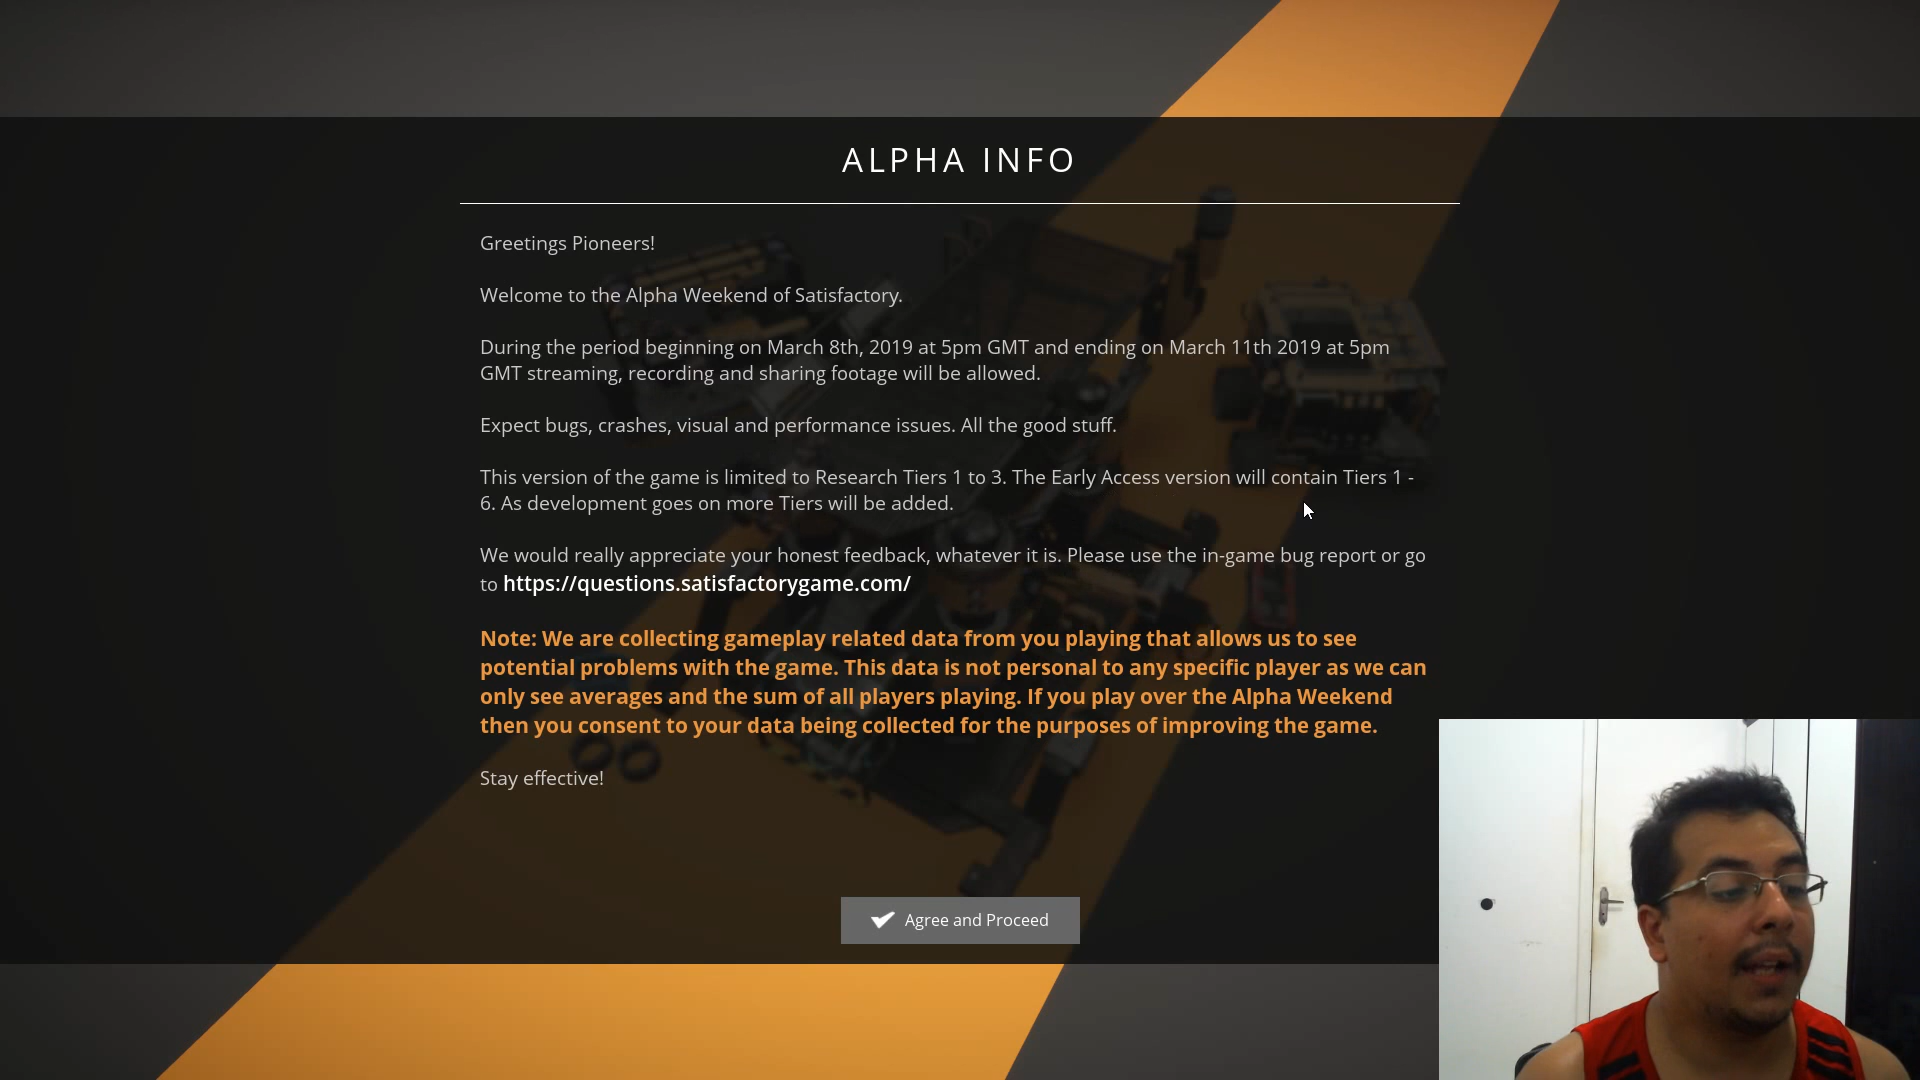 ALPHA INFO
Greetings Pioneers!
Welcome to the Alpha Weekend of Satisfactory.
During the period beginning on March 8th, 2019 at 5pm GMT and ending on March 11th 2019 at 5pm
GMT streaming, recording and sharing footage will be allowed.
Expect bugs, crashes, visual and performance issues. All the good stuff.
This version of the game is limited to Research Tiers 1 to 3. The Early Access version will contain Tiers 1 -
6. As development goes on more Tiers will be added.
We would really appreciate your honest feedback, whatever it is. Please use the in-game bug report or go
to https://questions.satisfactorygame.com/
Note: We are collecting gameplay related data from you playing that allows us to see
potential problems with the game. This data is not personal to any specific player as we can
only see averages and the sum of all players playing. If you play over the Alpha Weekend
then you consent to your data being collected for the purposes of improving the game.
Stay effective!
Agree and Proceed